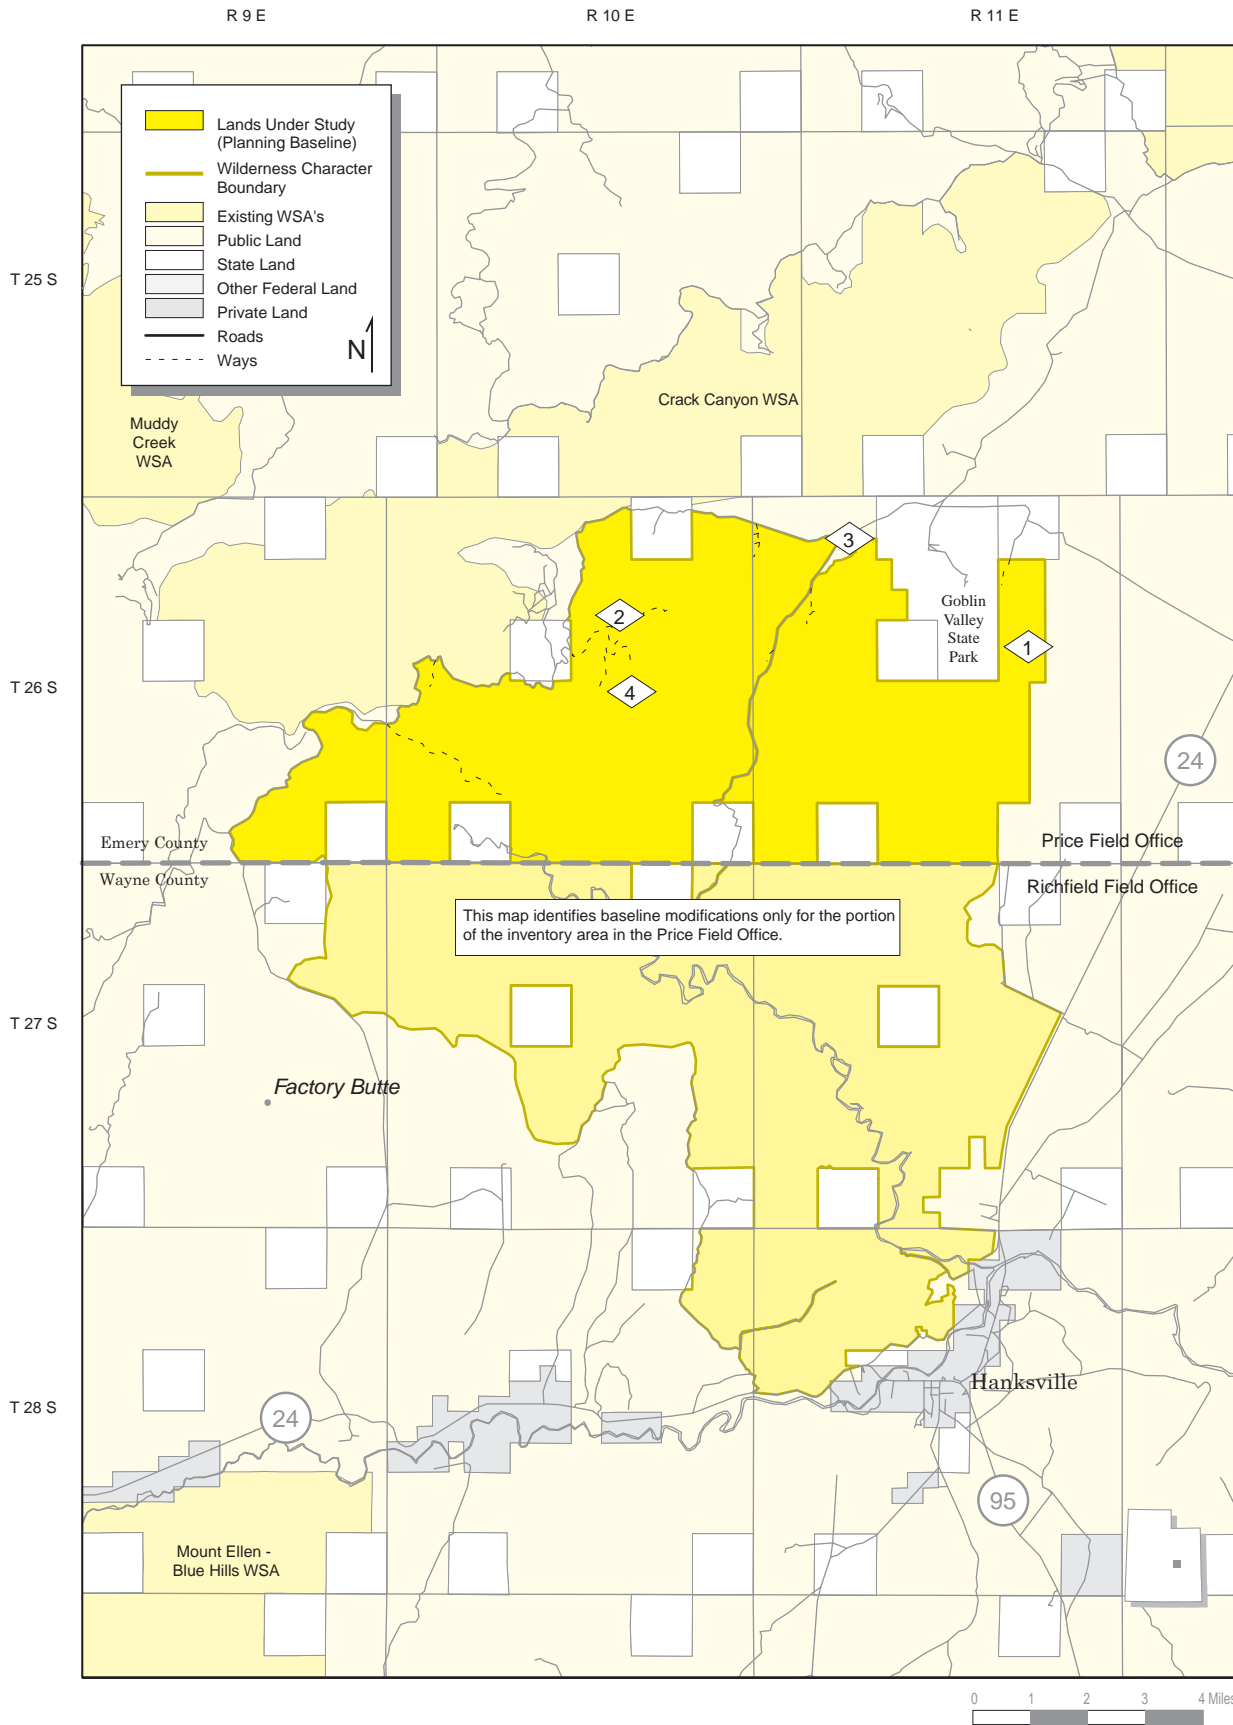 R 9 E
R 10 E
R 11 E
Lands Under Study
(Planning Baseline)
Wilderness Character
Boundary
Existing WSA's
Public Land
State Land
Other Federal Land
Private Land
Roads
Ways
N
T 25 S
Crack Canyon WSA
Muddy
Creek
WSA
3
2
Goblin
Valley
State
Park
1
4
T 26 S
24
Emery County
Price Field Office
Wayne County
Richfield Field Office
This map identifies baseline modifications only for the portion
of the inventory area in the Price Field Office.
T 27 S
Factory Butte
Hanksville
T 28 S
24
95
Mount Ellen -
Blue Hills WSA
0 1 2 3 4 Miles